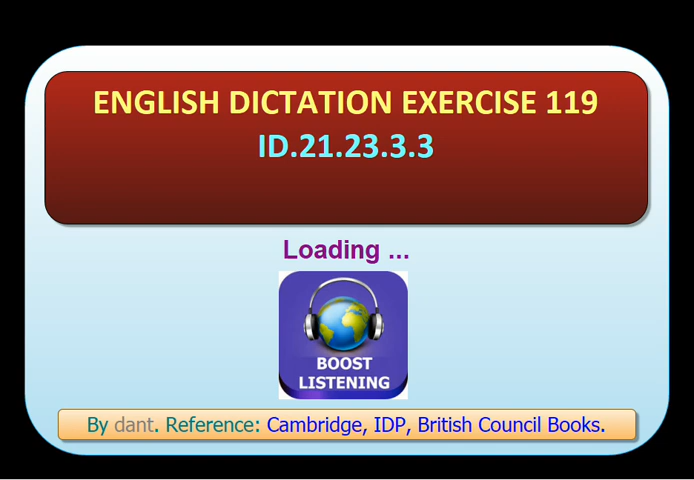 ENGLISH DICTATION EXERCISE 119
ID.21.23.3.3
Loading ...
BOOST
LISTENING
By dant. Reference: Cambridge, IDP, British Council Books.